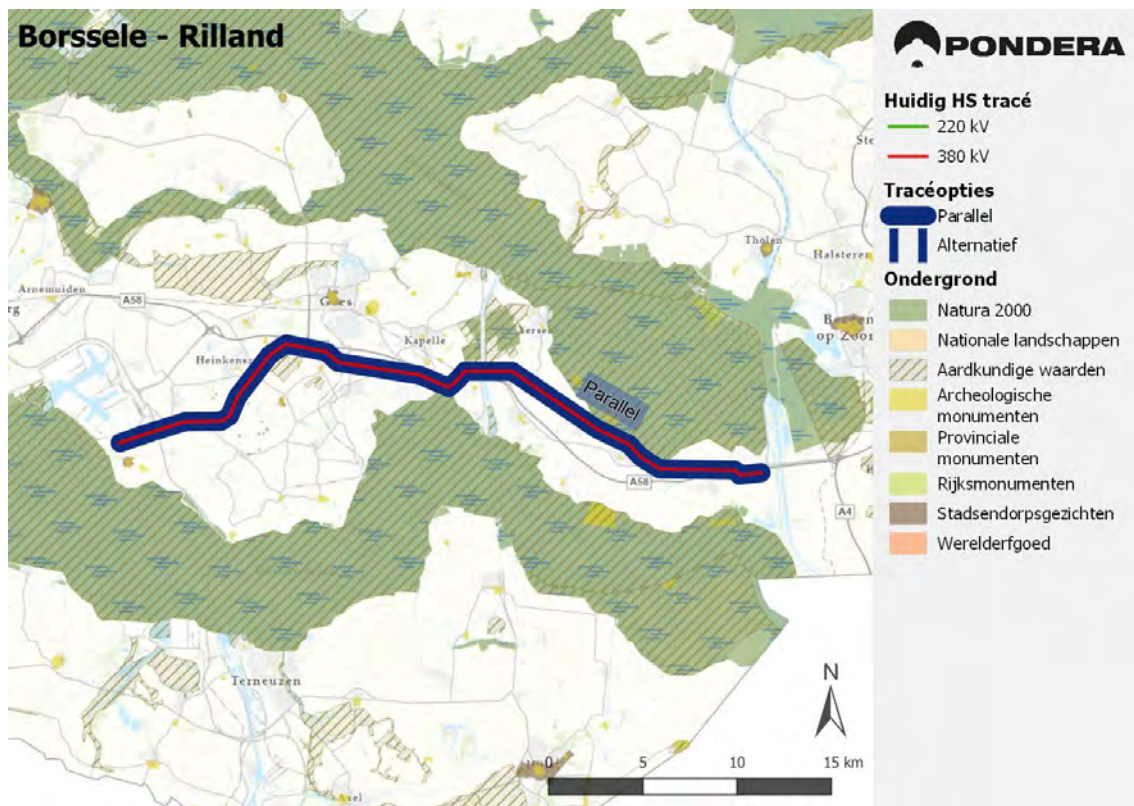 Borssele - Rilland
PONDERA
Huidig HS tracé
220 kV
380 kV
Tracéopties
Parallel
Alternatief
Ondergrond
Natura 2000
Nationale landschappen
Aardkundige waarden
Archeologische
monumenten
Provinciale
monumenten
Rijksmonumenten
Stadsendorpsgezichten
Werelderfgoed
Tholen
Halsteren
Arnemuiden
A58
Kapelle
op Zoom
Parallel
A58
A4
Terneuzen
N
0 5 10 15 km